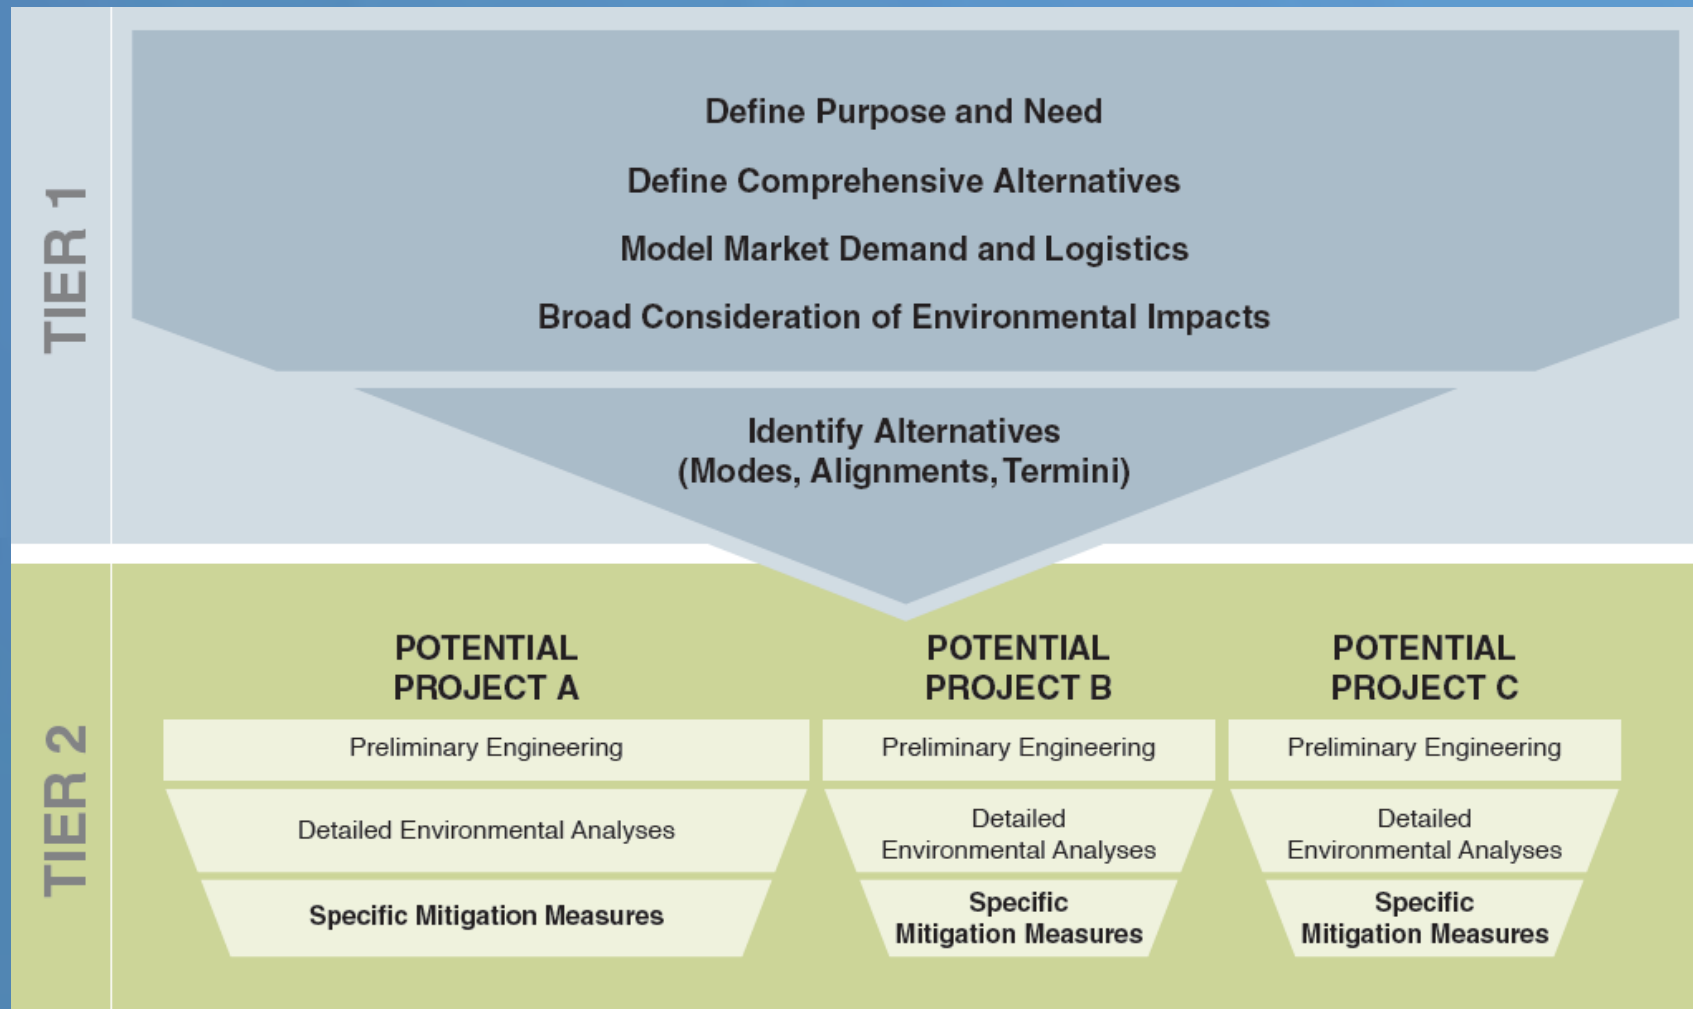 TIER 1
Define Purpose and Need
Define Comprehensive Alternatives
Model Market Demand and Logistics
Broad Consideration of Environmental Impacts
Identify Alternatives
(Modes, Alignments, Termini)
TIER 2
POTENTIAL
PROJECT A
Preliminary Engineering
Detailed Environmental Analyses
Specific Mitigation Measures
POTENTIAL
PROJECT B
Preliminary Engineering
Detailed
Environmental Analyses
Specific
Mitigation Measures
POTENTIAL
PROJECT C
Preliminary Engineering
Detailed
Environmental Analyses
Specific
Mitigation Measures